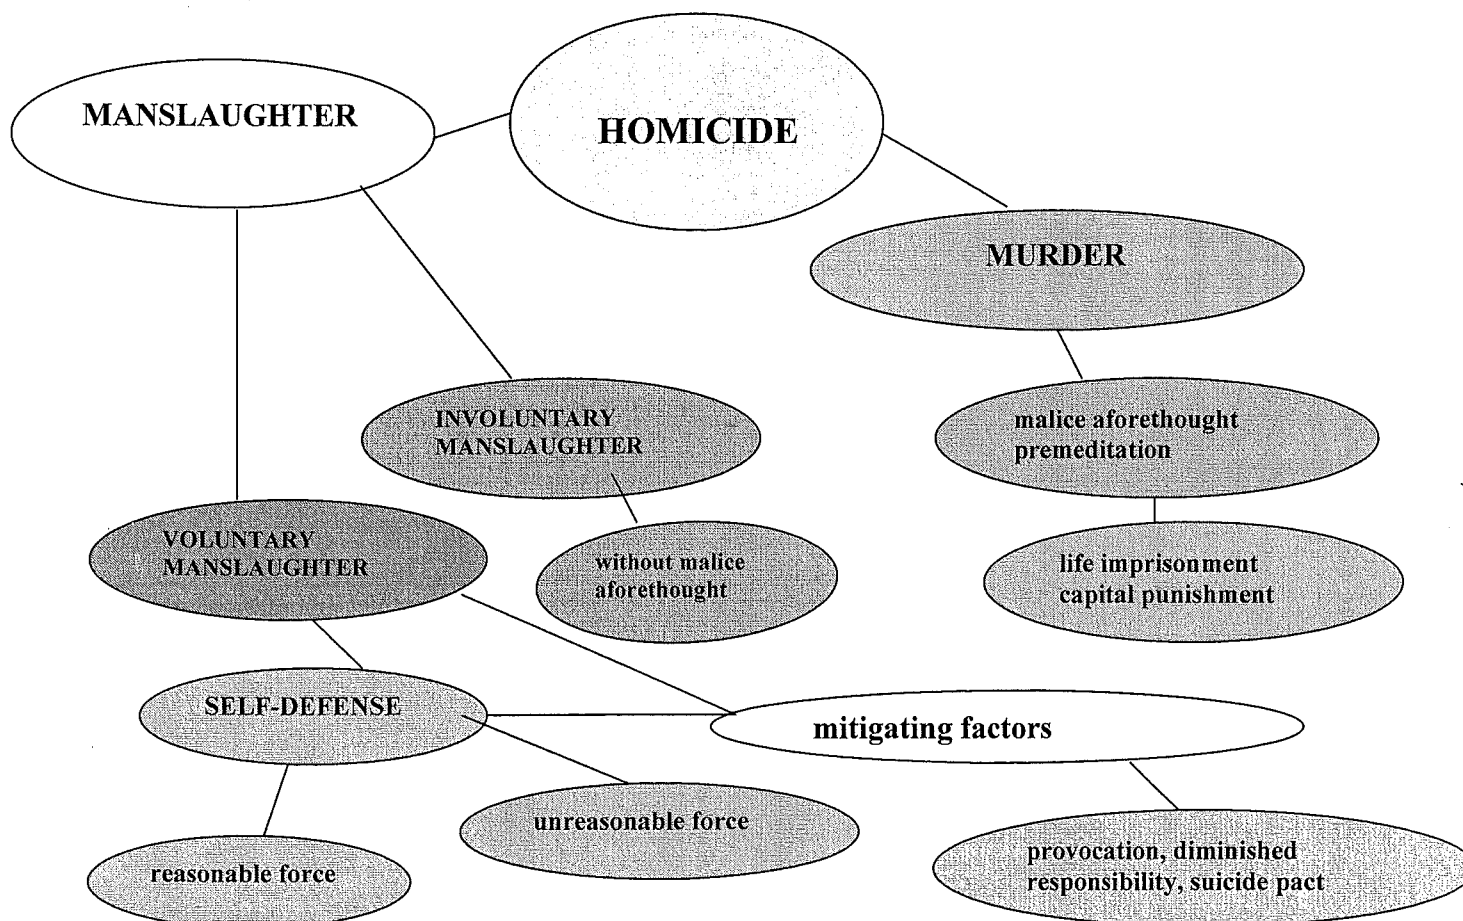 MANSLAUGHTER
HOMICIDE
MURDER
INVOLUNTARY
MANSLAUGHTER
malice aforethought
premeditation
VOLUNTARY
MANSLAUGHTER
without malice
aforethought
life imprisonment
capital punishment
SELF-DEFENSE
mitigating factors
unreasonable force
reasonable force
provocation, diminished
responsibility, suicide pact